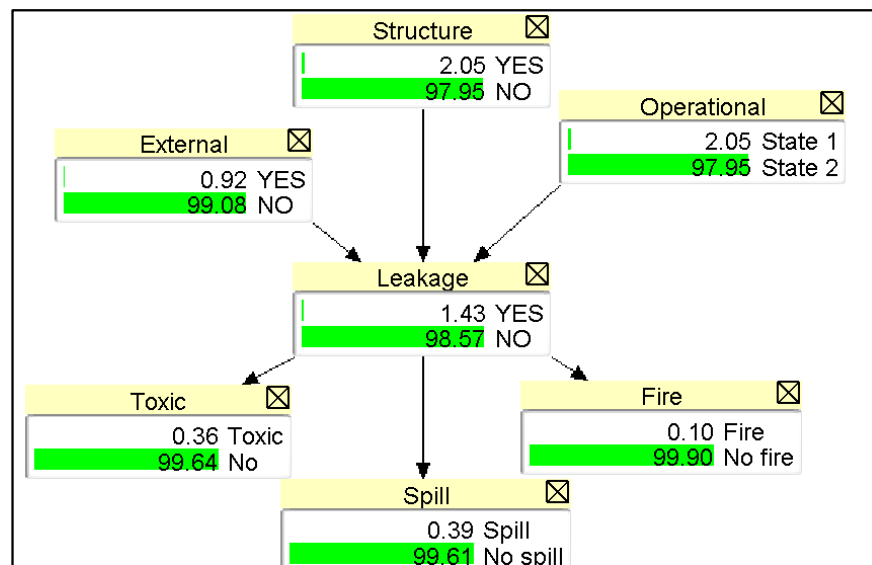 Structure
2.05 YES
97.95 NO
Operational
2.05 State 1
97.95 State 2
External
0.92 YES
99.08 NO
Leakage
1.43 YES
98.57 NO
Toxic
0.36 Toxic
99.64 No
Fire
0.10 Fire
99.90 No fire
Spill
0.39 Spill
99.61 No spill